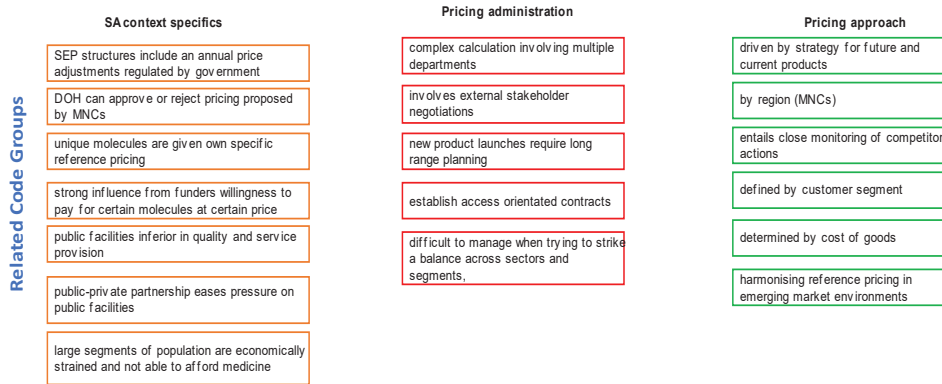 Related Code Groups
SA context specifics
SEP structures include an annual price
adjustments regulated by government
DOH can approve or reject pricing proposed
by MNCs
unique molecules are given own specific
reference pricing
strong influence from funders willingness to
pay for certain molecules at certain price
public facilities inferior in quality and service
provision
public-private partnership eases pressure on
public facilities
large segments of population are economically
strained and not able to afford medicine
Pricing administration
complex calculation involving multiple
departments
involves external stakeholder
negotiations
new product launches require long
range planning
establish access orientated contracts
difficult to manage when trying to strike
a balance across sectors and
segments,
Pricing approach
driven by strategy for future and
current products
by region (MNCs)
entails close monitoring of competitor
actions
defined by customer segment
determined by cost of goods
harmonising reference pricing in
emerging market environments